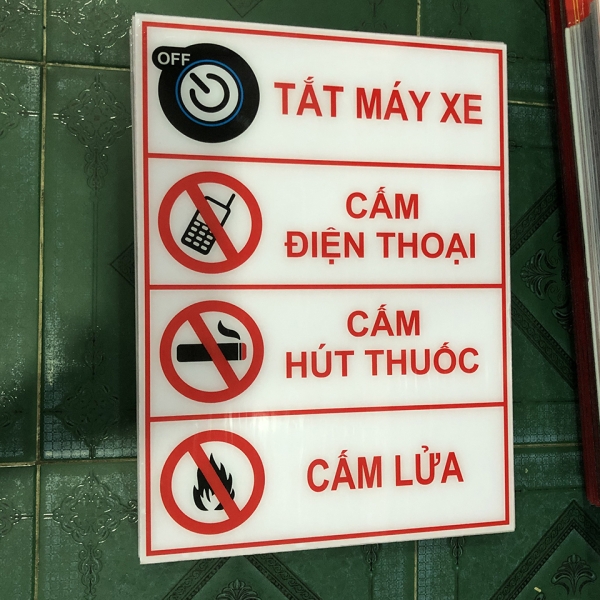 OFF
TẮT MÁY XE
CẤM
ĐIỆN THOẠI
CẤM
HÚT THUỐC
CẤM LỬA